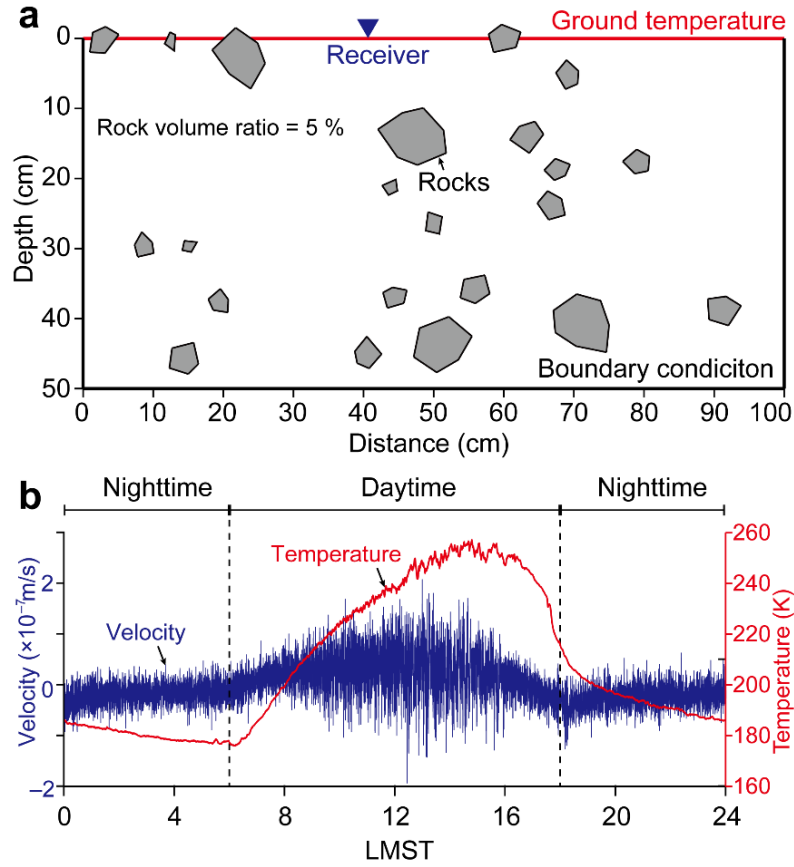 a
Ground temperature
Receiver
Rock volume ratio = 5 %
Rocks
Boundary condiciton
0
10
20
30
40
50
Depth (cm)
0 10 20 30 40 50 60 70 80 90 100
Distance (cm)
b
Nighttime Daytime Nighttime
Temperature
Velocity
2
0
–2
Velocity (×10⁻⁷m/s)
260
240
220
200
180
160
Temperature (K)
0 4 8 12 16 20 24
LMST